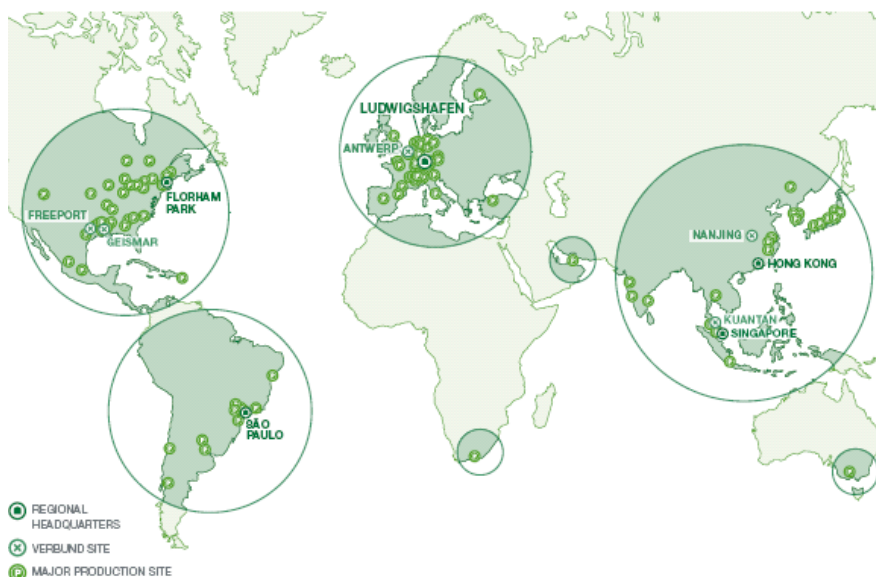 LUDWIGSHAFEN
ANTWERP
FLORHAM
PARK
FREEPORT
GEISMAR
NANJING
HONG KONG
KUANTAN
SINGAPORE
SÃO
PAULO
REGIONAL
HEADQUARTERS
VERBUND SITE
P MAJOR PRODUCTION SITE